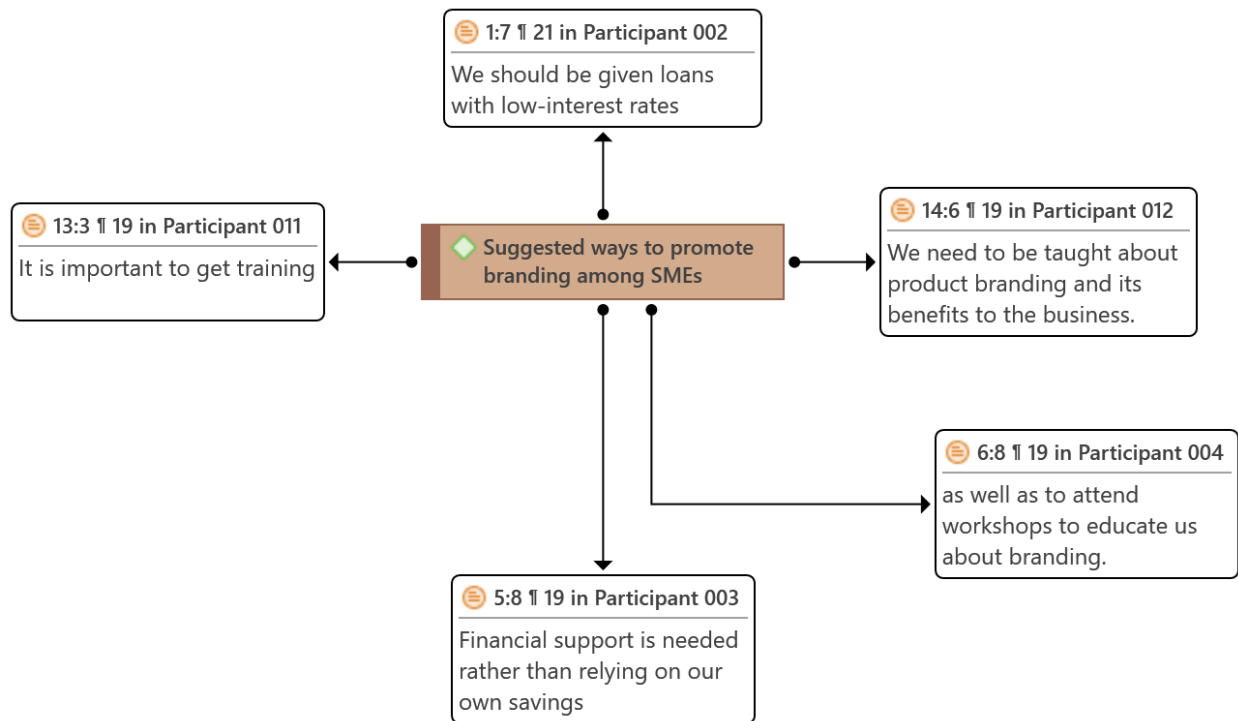 1:7 ¶ 21 in Participant 002
We should be given loans
with low-interest rates
13:3 ¶ 19 in Participant 011
It is important to get training
Suggested ways to promote
branding among SMEs
14:6 ¶ 19 in Participant 012
We need to be taught about
product branding and its
benefits to the business.
6:8 ¶ 19 in Participant 004
as well as to attend
workshops to educate us
about branding.
5:8 ¶ 19 in Participant 003
Financial support is needed
rather than relying on our
own savings